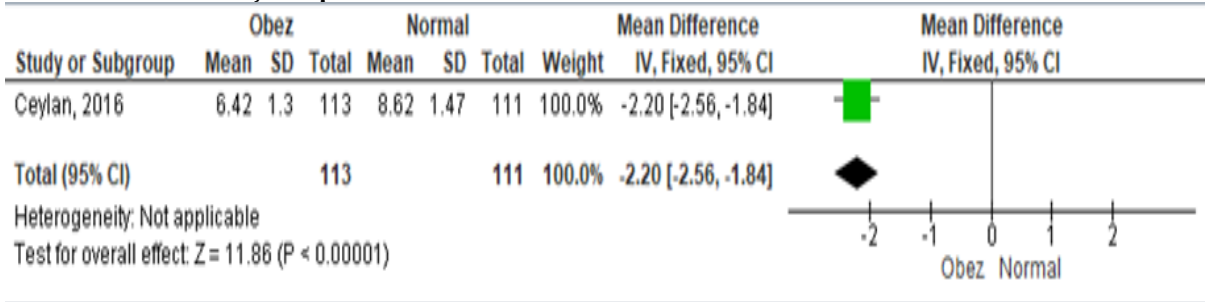 Obez Normal Mean Difference Mean Difference
Study or Subgroup Mean SD Total Mean SD Total Weight IV, Fixed, 95% CI IV, Fixed, 95% CI
Ceylan, 2016 6.42 1.3 113 8.62 1.47 111 100.0% -2.20 [-2.56, -1.84]
Total (95% CI) 113 111 100.0% -2.20 [-2.56, -1.84]
Heterogeneity: Not applicable
Test for overall effect: Z = 11.86 (P < 0.00001)
-2 -1 0 1 2
Obez Normal